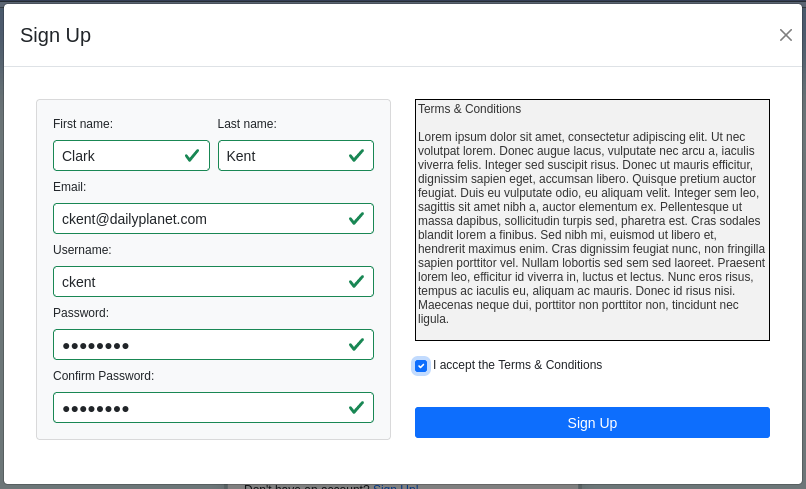 Sign Up
First name:
Last name:
Clark
Kent
Email:
ckent@dailyplanet.com
Username:
ckent
Password:
Confirm Password:
Terms & Conditions
Lorem ipsum dolor sit amet, consectetur adipiscing elit. Ut nec
volutpat lorem. Donec augue lacus, vulputate nec arcu a, iaculis
viverra felis. Integer sed suscipit risus. Donec ut mauris efficitur,
dignissim sapien eget, accumsan libero. Quisque pretium auctor
feugiat. Duis eu vulputate odio, eu aliquam velit. Integer sem leo,
sagittis sit amet nibh a, auctor elementum ex. Pellentesque ut
massa dapibus, sollicitudin turpis sed, pharetra est. Cras sodales
blandit lorem a finibus. Sed nibh mi, euismod ut libero et,
hendrerit maximus enim. Cras dignissim feugiat nunc, non fringilla
sapien porttitor vel. Nullam lobortis sed sem sed laoreet. Praesent
lorem leo, efficitur id viverra in, luctus et lectus. Nunc eros risus,
tempus ac iaculis eu, aliquam ac mauris. Donec id risus nisi.
Maecenas neque dui, porttitor non porttitor non, tincidunt nec
ligula.
I accept the Terms & Conditions
Sign Up
Don't have an account? Sign Up!